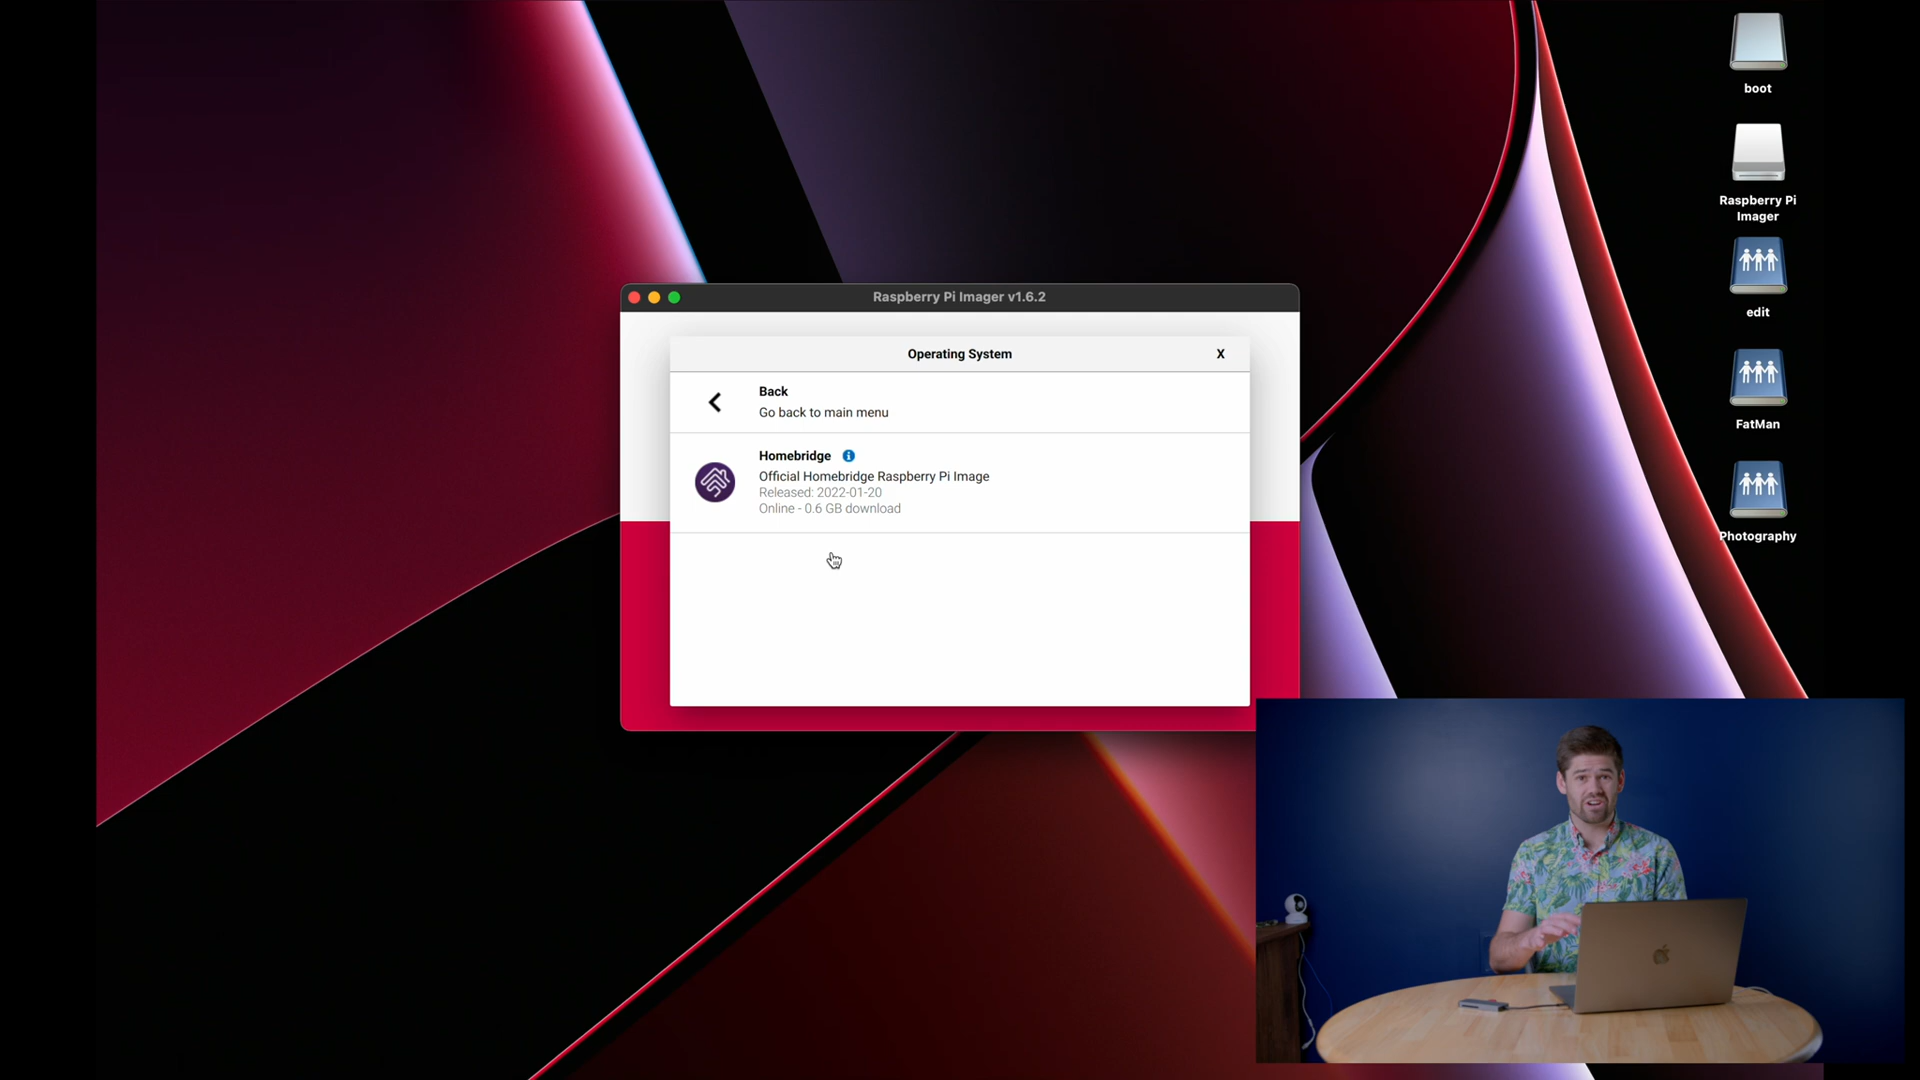 boot
Raspberry Pi
Imager
edit
FatMan
Photography
Raspberry Pi Imager v1.6.2
Operating System
X
Back
Go back to main menu
Homebridge
Official Homebridge Raspberry Pi Image
Released: 2022-01-20
Online - 0.6 GB download